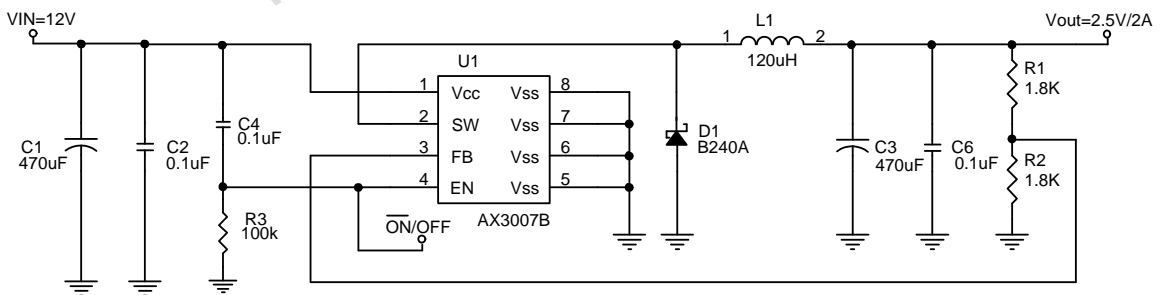 VIN=12V
L1
Vout=2.5V/2A
1
2
120uH
U1
R1
1.8K
1
Vcc
Vss
8
2
SW
Vss
7
3
FB
Vss
6
4
EN
Vss
5
AX3007B
C1
470uF
C2
0.1uF
C4
0.1uF
R3
100k
ON/OFF
D1
B240A
C3
470uF
C6
0.1uF
R2
1.8K